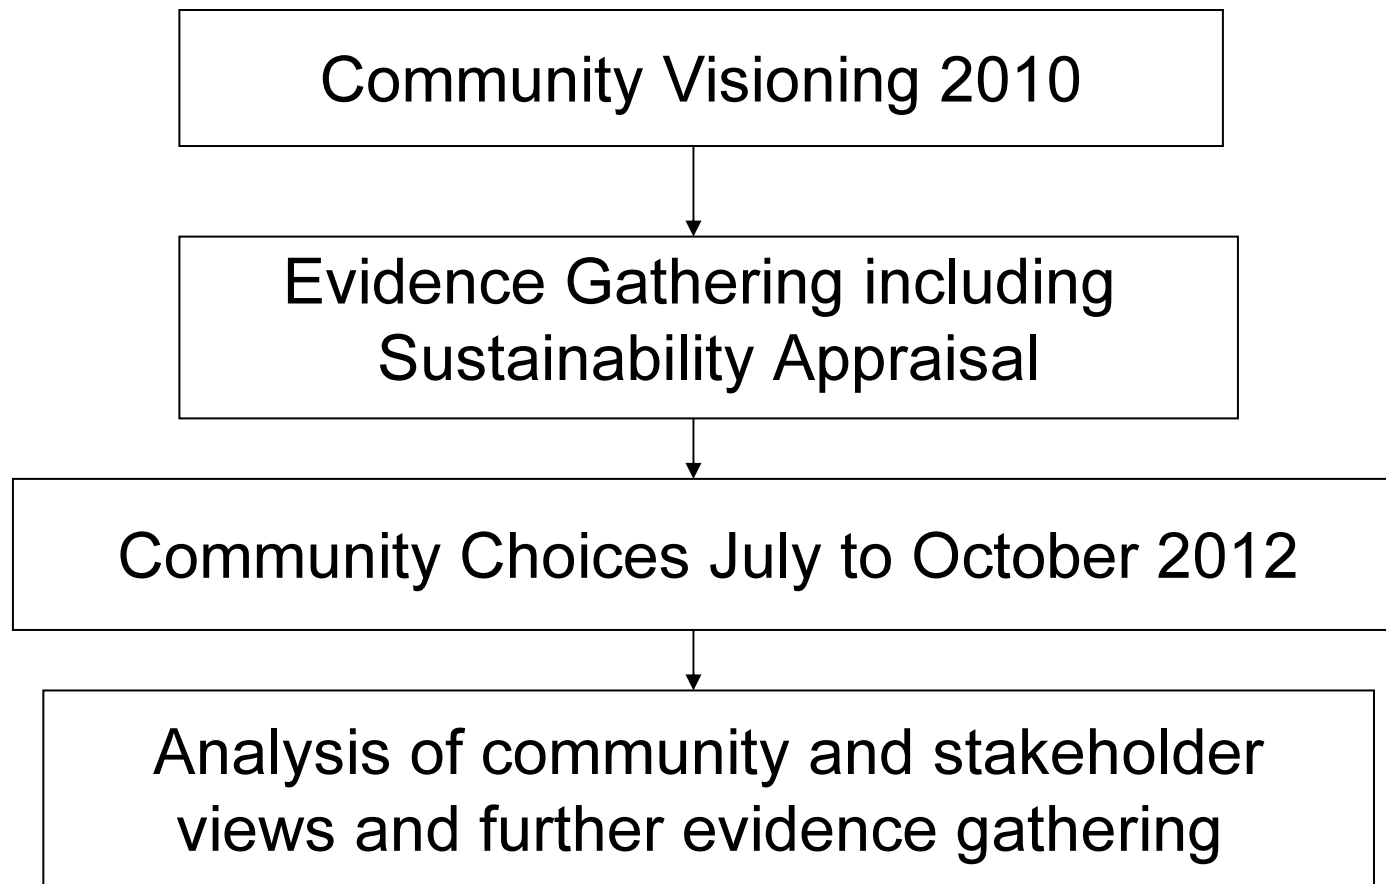 Community Visioning 2010
Evidence Gathering including
Sustainability Appraisal
Community Choices July to October 2012
Analysis of community and stakeholder
views and further evidence gathering